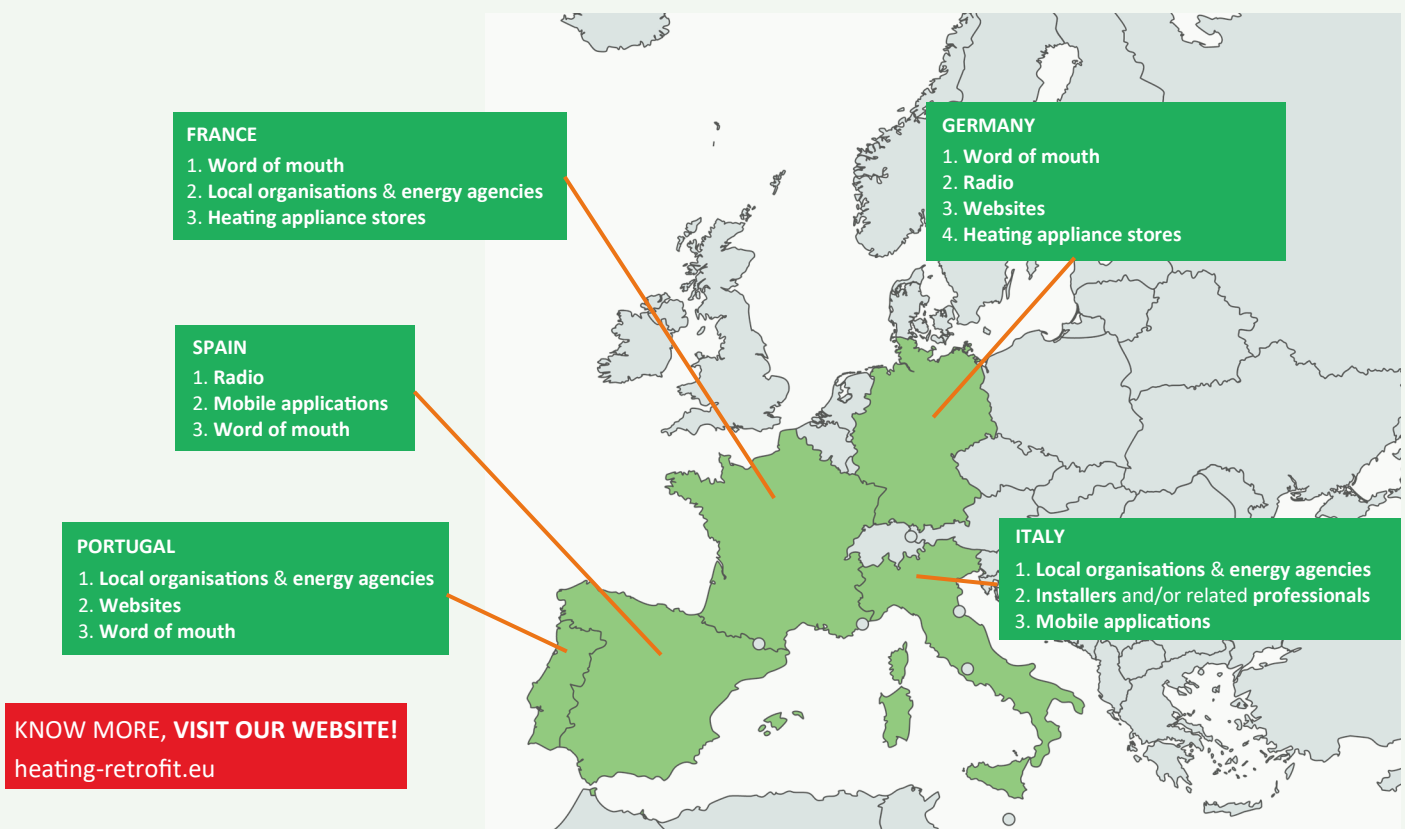 FRANCE
1. Word of mouth
2. Local organisations & energy agencies
3. Heating appliance stores
GERMANY
1. Word of mouth
2. Radio
3. Websites
4. Heating appliance stores
SPAIN
1. Radio
2. Mobile applications
3. Word of mouth
PORTUGAL
1. Local organisations & energy agencies
2. Websites
3. Word of mouth
ITALY
1. Local organisations & energy agencies
2. Installers and/or related professionals
3. Mobile applications
KNOW MORE, VISIT OUR WEBSITE!
heating-retrofit.eu